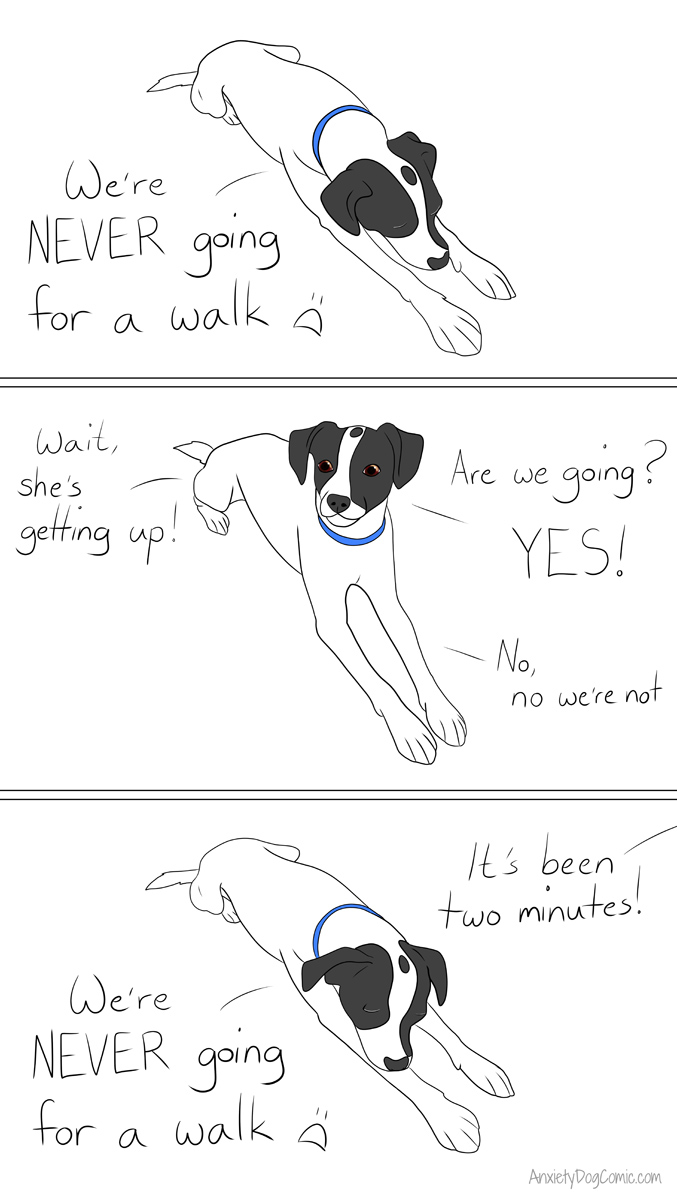 We're
NEVER going
for a walk :(
Wait,
she's
getting up!
Are we going?
YES!
No,
no we're not
It's been
two minutes!
We're
NEVER going
for a walk :(
AnxietyDogComic.com